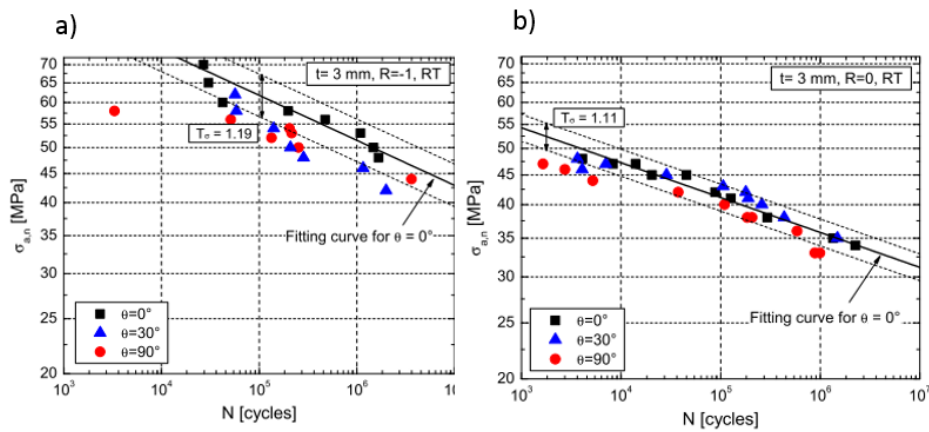 a)
70
65
60
55
50
45
40
35
30
25
20
σa,n [MPa]
t= 3 mm, R=-1, RT
Tσ = 1.19
Fitting curve for θ = 0°
θ=0°
θ=30°
θ=90°
10³ 10⁴ 10⁵ 10⁶ 10
N [cycles]
b)
70
65
60
55
50
45
40
35
30
25
20
σa,n [MPa]
t= 3 mm, R=0, RT
Tσ = 1.11
Fitting curve for θ = 0°
θ=0°
θ=30°
θ=90°
10³ 10⁴ 10⁵ 10⁶ 10⁷
N [cycles]